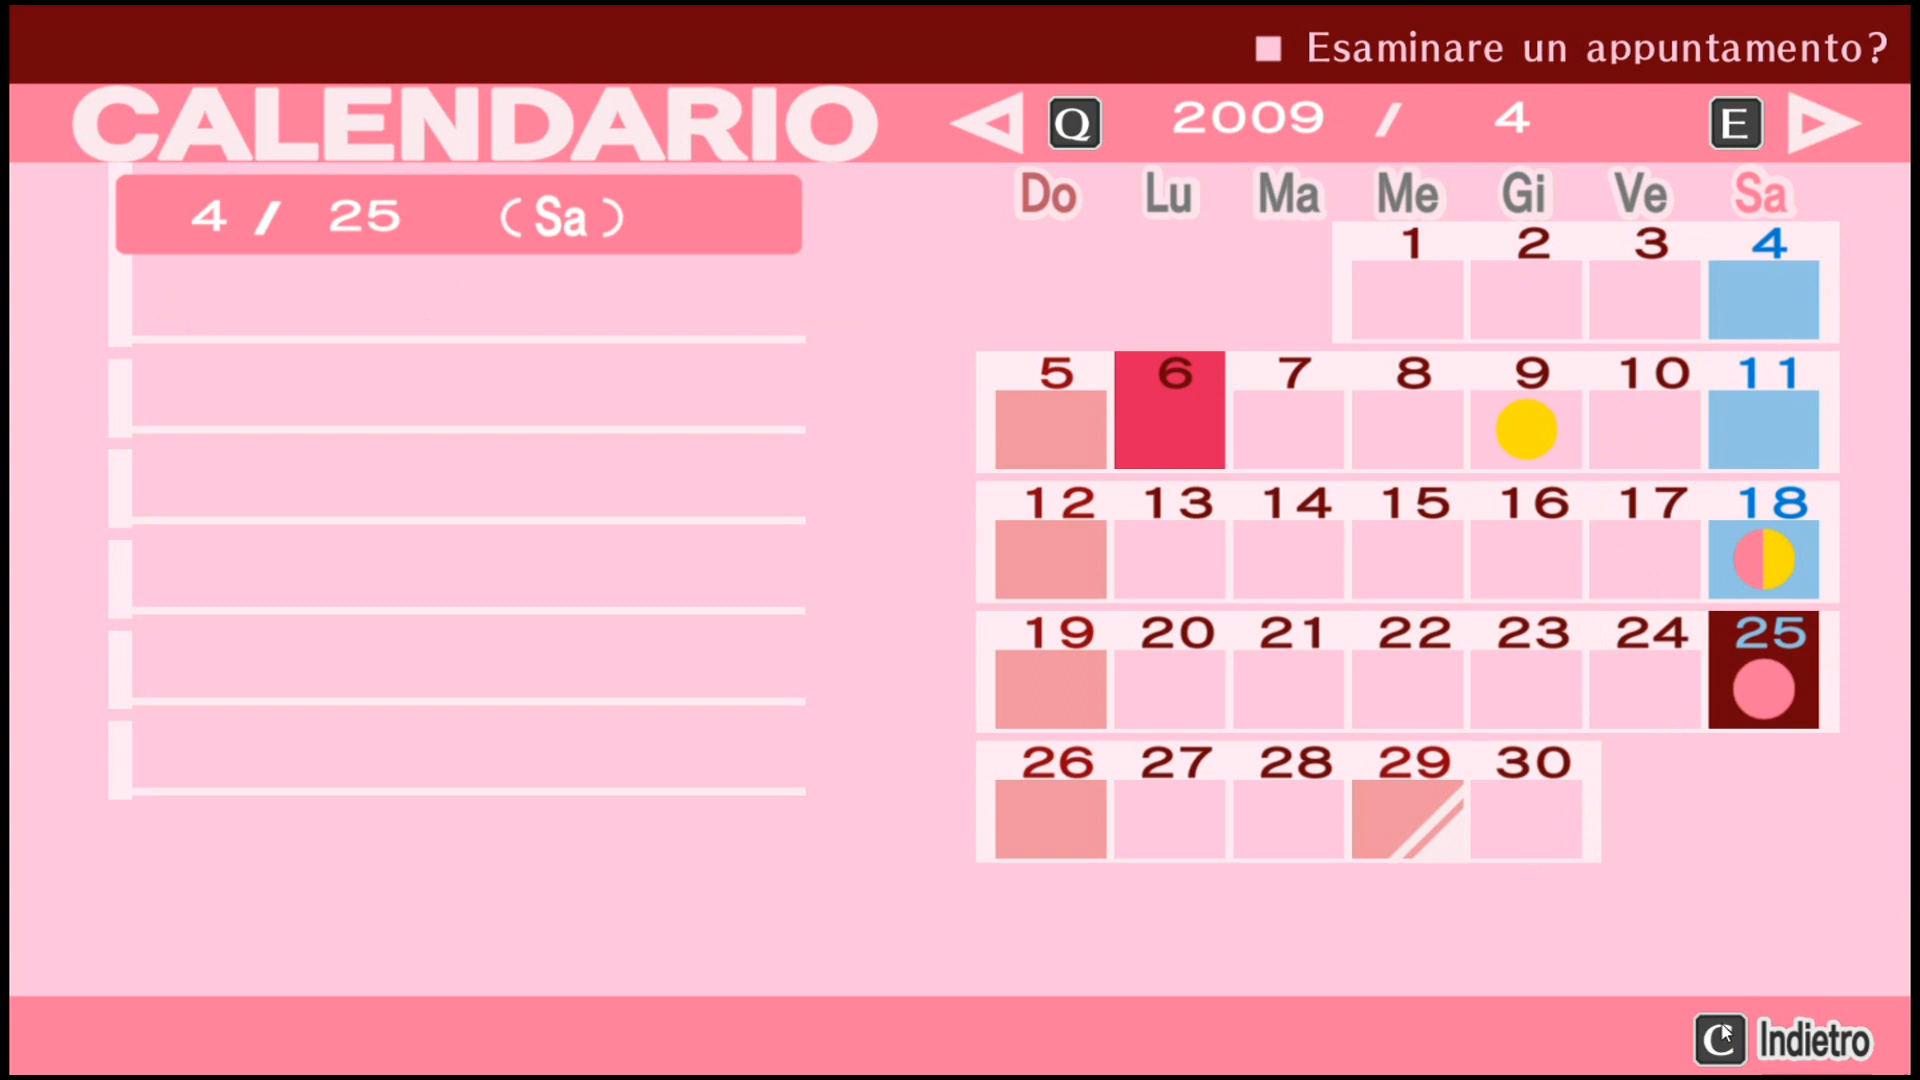 Esaminare un appuntamento?
CALENDARIO
Q 2009 / 4 E
4 / 25 (Sa)
Do Lu Ma Me Gi Ve Sa
1 2 3 4
5 6 7 8 9 10 11
12 13 14 15 16 17 18
19 20 21 22 23 24 25
26 27 28 29 30
C Indietro